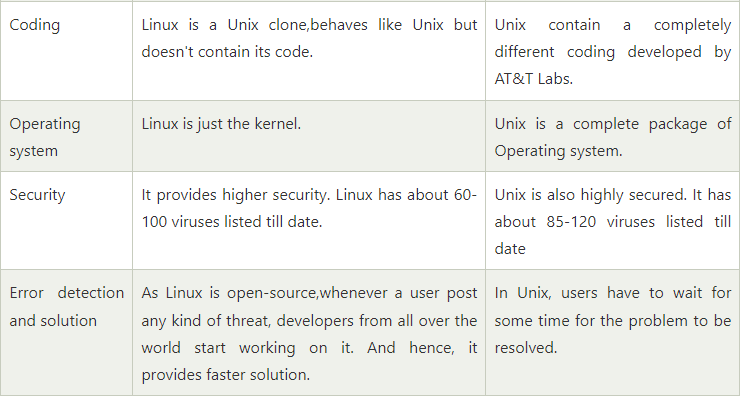 Coding
Linux is a Unix clone,behaves like Unix but
doesn't contain its code.
Unix contain a completely
different coding developed by
AT&T Labs.
Operating
system
Linux is just the kernel.
Unix is a complete package of
Operating system.
Security
It provides higher security. Linux has about 60-
100 viruses listed till date.
Unix is also highly secured. It has
about 85-120 viruses listed till
date
Error detection
and solution
As Linux is open-source,whenever a user post
any kind of threat, developers from all over the
world start working on it. And hence, it
provides faster solution.
In Unix, users have to wait for
some time for the problem to be
resolved.